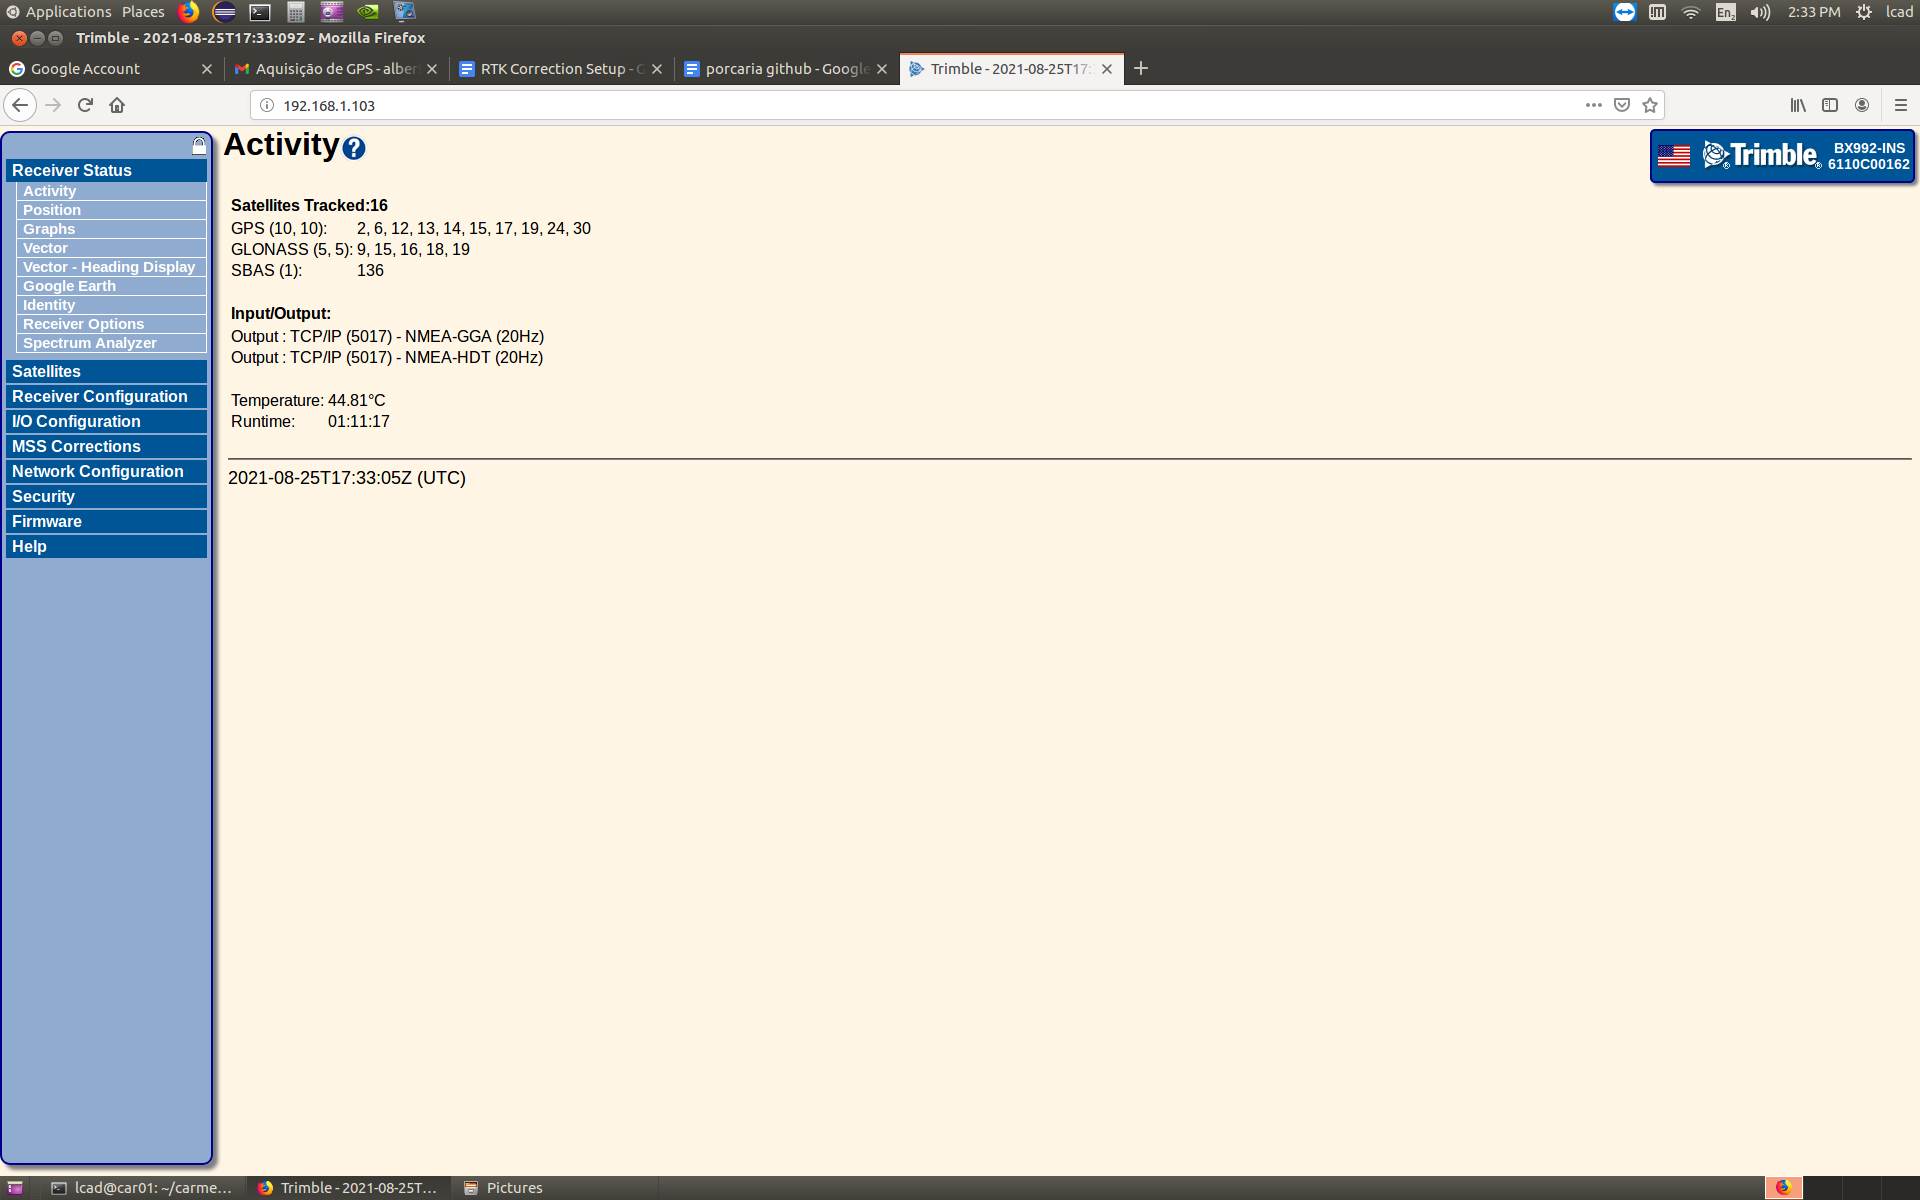 Applications Places En2 2:33 PM lcad
Trimble - 2021-08-25T17:33:09Z - Mozilla Firefox
Google Account Aquisição de GPS - alber RTK Correction Setup - G porcaria github - Google Trimble - 2021-08-25T17:
192.168.1.103
Activity
Trimble BX992-INS
6110C00162
Receiver Status
Activity
Position
Graphs
Vector
Vector - Heading Display
Google Earth
Identity
Receiver Options
Spectrum Analyzer
Satellites
Receiver Configuration
I/O Configuration
MSS Corrections
Network Configuration
Security
Firmware
Help
Satellites Tracked:16
GPS (10, 10): 2, 6, 12, 13, 14, 15, 17, 19, 24, 30
GLONASS (5, 5): 9, 15, 16, 18, 19
SBAS (1): 136
Input/Output:
Output : TCP/IP (5017) - NMEA-GGA (20Hz)
Output : TCP/IP (5017) - NMEA-HDT (20Hz)
Temperature: 44.81°C
Runtime: 01:11:17
2021-08-25T17:33:05Z (UTC)
lcad@car01: ~/carme... Trimble - 2021-08-25T... Pictures